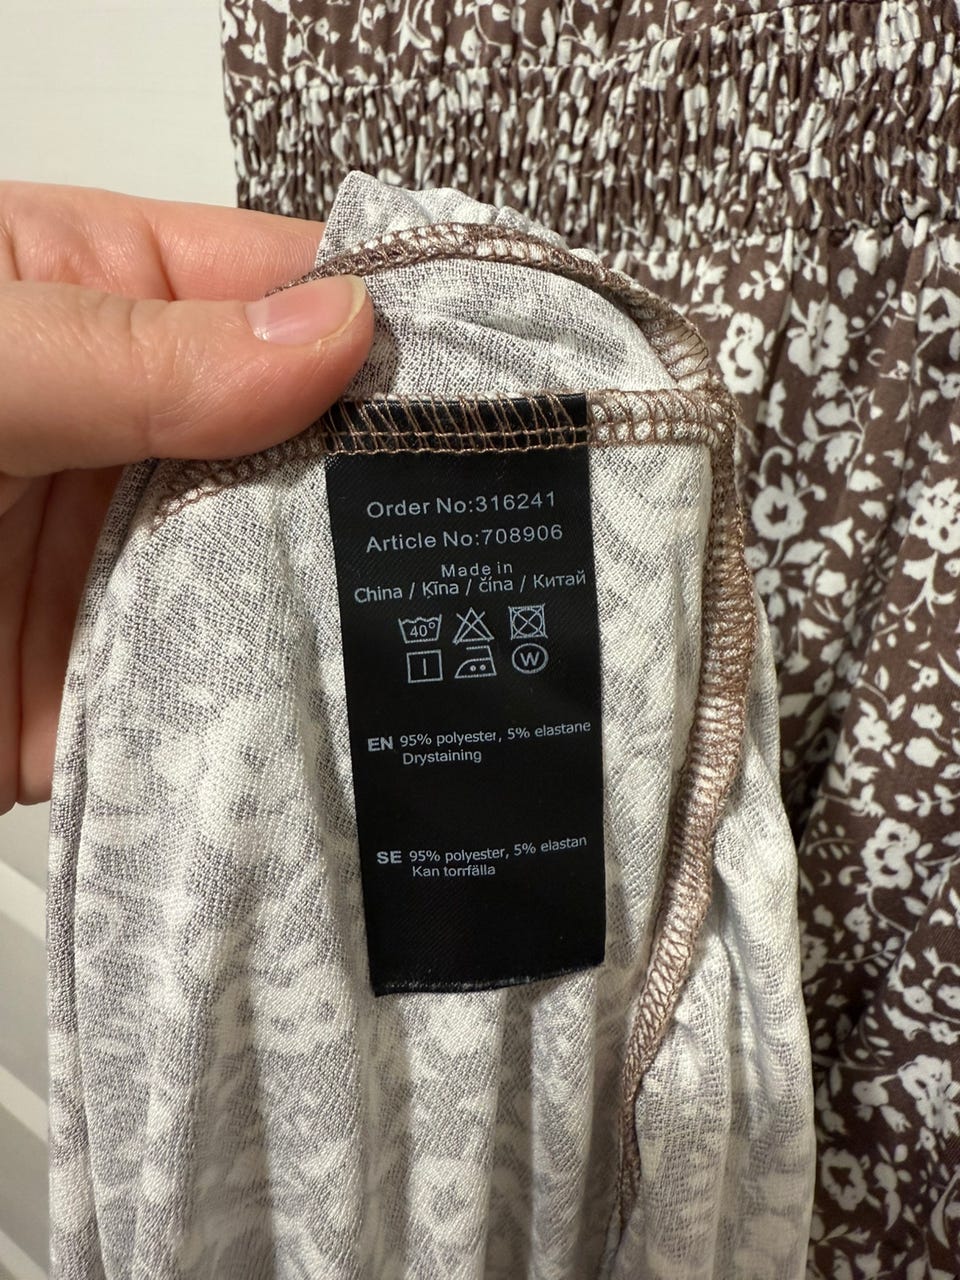 Order No:316241
Article No:708906
Made in
China / Ķīna / čína / Китай
40°
W
EN 95% polyester, 5% elastane
Drystaining
SE 95% polyester, 5% elastan
Kan torrfälla